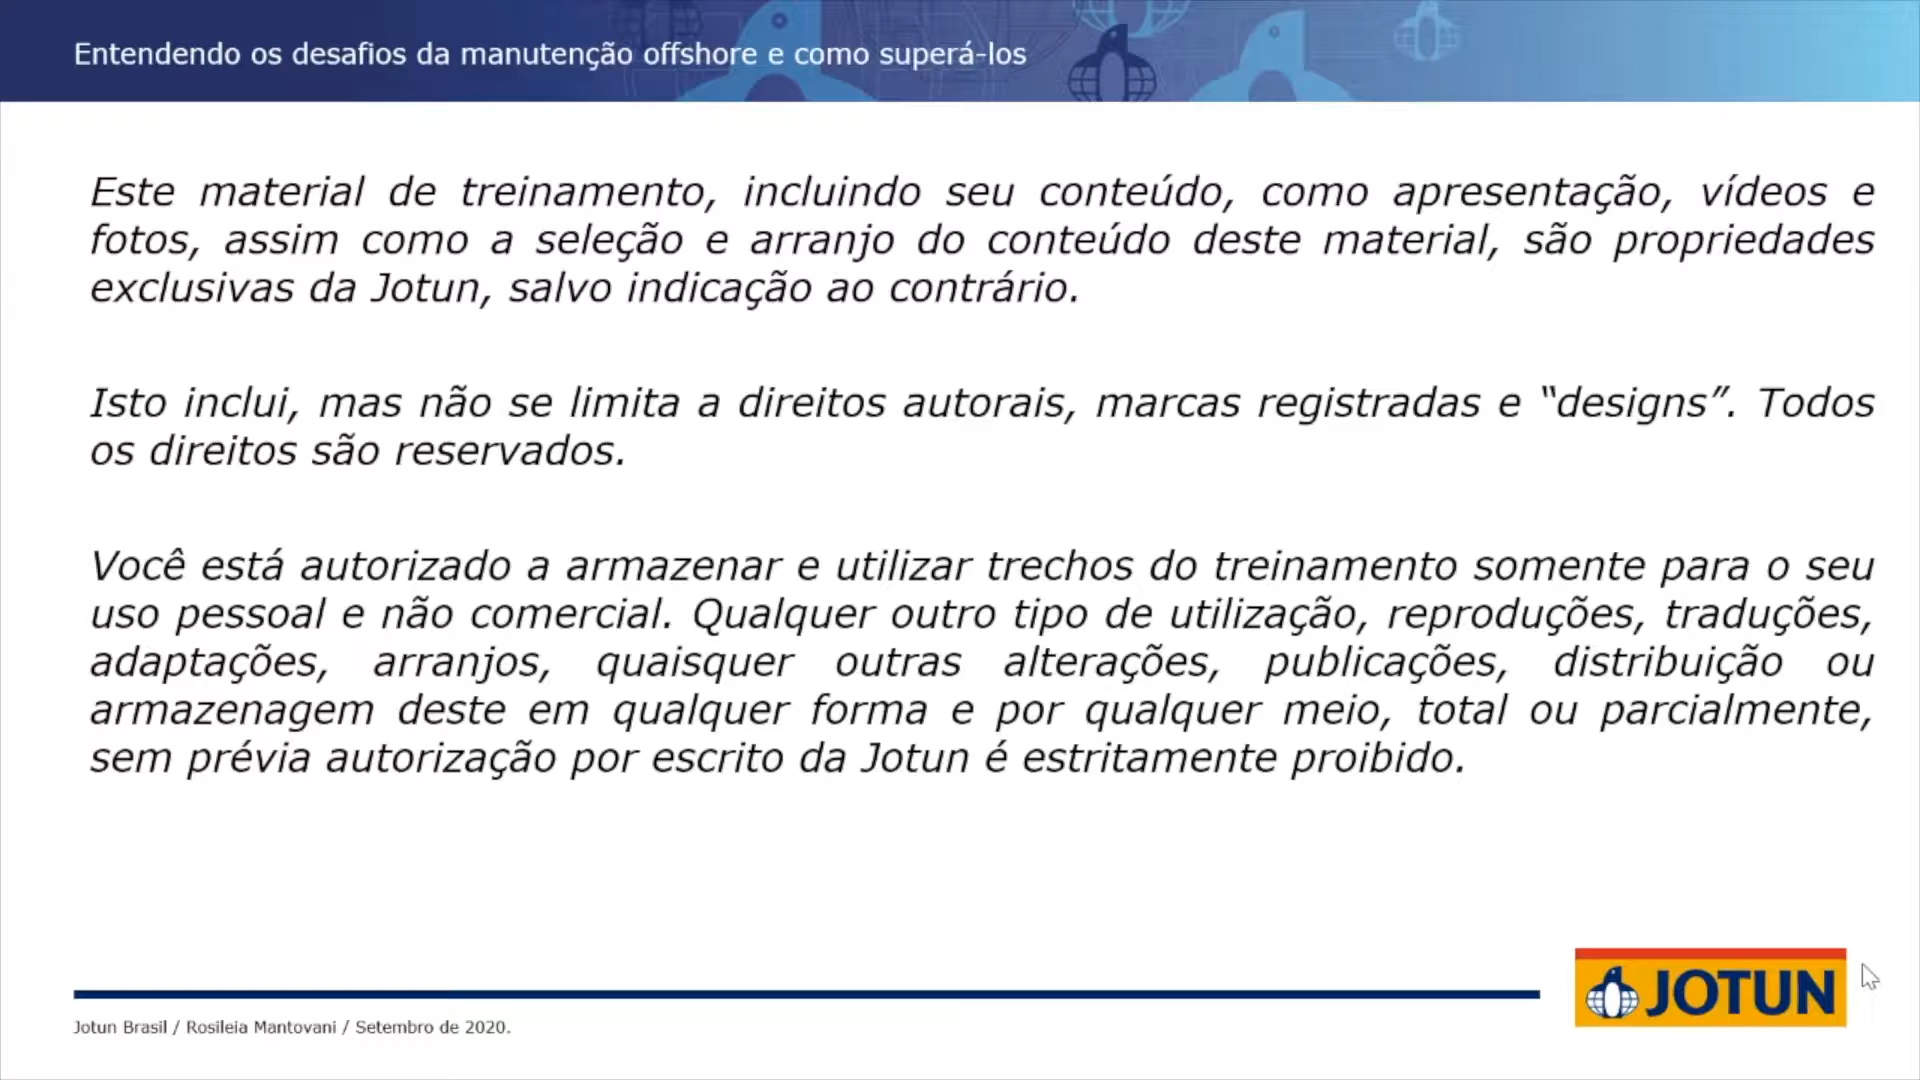 Entendendo os desafios da manutenção offshore e como superá-los
Este material de treinamento, incluindo seu conteúdo, como apresentação, vídeos e
fotos, assim como a seleção e arranjo do conteúdo deste material, são propriedades
exclusivas da Jotun, salvo indicação ao contrário.
Isto inclui, mas não se limita a direitos autorais, marcas registradas e “designs”. Todos
os direitos são reservados.
Você está autorizado a armazenar e utilizar trechos do treinamento somente para o seu
uso pessoal e não comercial. Qualquer outro tipo de utilização, reproduções, traduções,
adaptações, arranjos, quaisquer outras alterações, publicações, distribuição ou
armazenagem deste em qualquer forma e por qualquer meio, total ou parcialmente,
sem prévia autorização por escrito da Jotun é estritamente proibido.
JOTUN
Jotun Brasil / Rosileia Mantovani / Setembro de 2020.